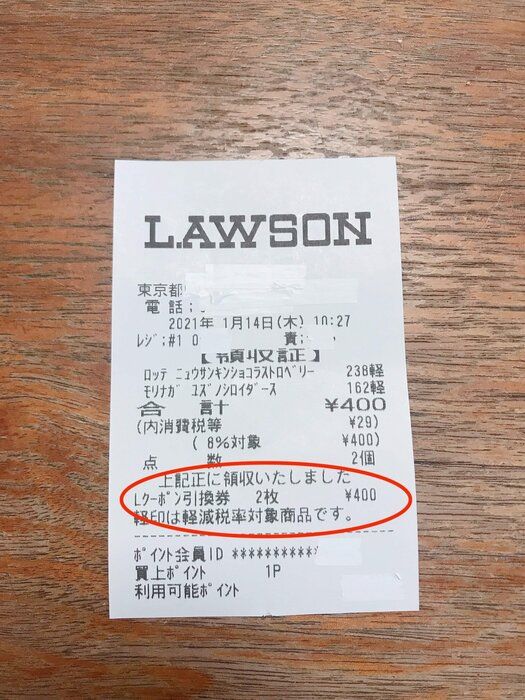 LAWSON
東京都
電話;
2021年 1月14日(木) 10:27
レジ;#1 0 責;
【領収証】
ロッテ ニュウサンキンショコラストロベリー 238軽
モリナガ ユズノシロイダース 162軽
合計 ¥400
(内消費税等 ¥29)
( 8%対象 ¥400)
点数 2個
上記正に領収いたしました
Lクーポン引換券 2枚 ¥400
軽印は軽減税率対象商品です。
ポイント会員ID **********
買上ポイント 1P
利用可能ポイント